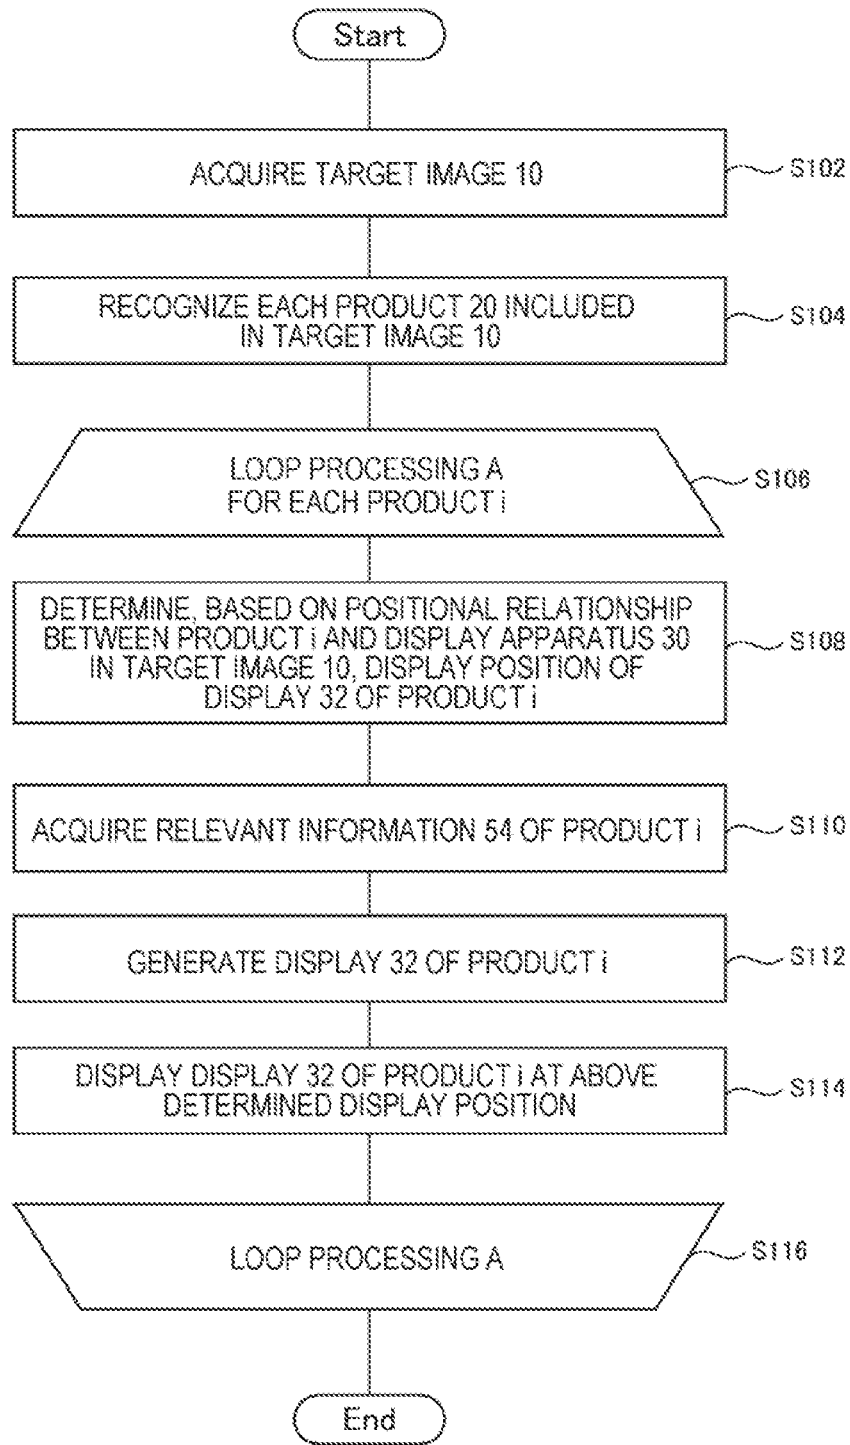 Start
ACQUIRE TARGET IMAGE 10
S102
RECOGNIZE EACH PRODUCT 20 INCLUDED
IN TARGET IMAGE 10
S104
LOOP PROCESSING A
FOR EACH PRODUCT i
S106
DETERMINE, BASED ON POSITIONAL RELATIONSHIP
BETWEEN PRODUCT i AND DISPLAY APPARATUS 30
IN TARGET IMAGE 10, DISPLAY POSITION OF
DISPLAY 32 OF PRODUCT i
S108
ACQUIRE RELEVANT INFORMATION 54 OF PRODUCT i
S110
GENERATE DISPLAY 32 OF PRODUCT i
S112
DISPLAY DISPLAY 32 OF PRODUCT i AT ABOVE
DETERMINED DISPLAY POSITION
S114
LOOP PROCESSING A
S116
End